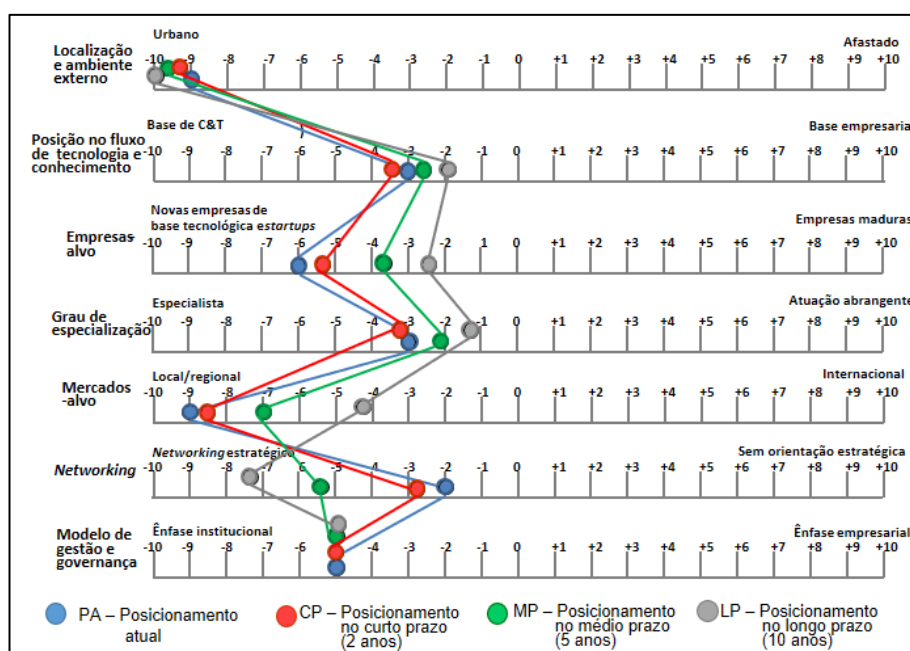 Urbano
Afastado
Localização
e ambiente
externo
-10 -9 -8 -7 -6 -5 -4 -3 -2 -1 0 +1 +2 +3 +4 +5 +6 +7 +8 +9 +10
Base de C&T
Base empresaria
Posição no fluxo
de tecnologia e
conhecimento
-10 -9 -8 -7 -6 -5 -4 -3 -2 -1 0 +1 +2 +3 +4 +5 +6 +7 +8 +9 +10
Novas empresas de
base tecnológica e startups
Empresas maduras
Empresas-
alvo
-10 -9 -8 -7 -6 -5 -4 -3 -2 -1 0 +1 +2 +3 +4 +5 +6 +7 +8 +9 +10
Especialista
Atuação abrangente
Grau de
especialização
-10 -9 -8 -7 -6 -5 -4 -3 -2 -1 0 +1 +2 +3 +4 +5 +6 +7 +8 +9 +10
Local/regional
Internacional
Mercados
-alvo
-10 -9 -8 -7 -6 -5 -4 -3 -2 -1 0 +1 +2 +3 +4 +5 +6 +7 +8 +9 +10
Networking estratégico
Sem orientação estratégica
Networking
-10 -9 -8 -7 -6 -5 -4 -3 -2 -1 0 +1 +2 +3 +4 +5 +6 +7 +8 +9 +10
Ênfase institucional
Ênfase empresarial
Modelo de
gestão e
governança
-10 -9 -8 -7 -6 -5 -4 -3 -2 -1 0 +1 +2 +3 +4 +5 +6 +7 +8 +9 +10
PA – Posicionamento
atual
CP – Posicionamento
no curto prazo
(2 anos)
MP – Posicionamento
no médio prazo
(5 anos)
LP – Posicionamento
no longo prazo
(10 anos)